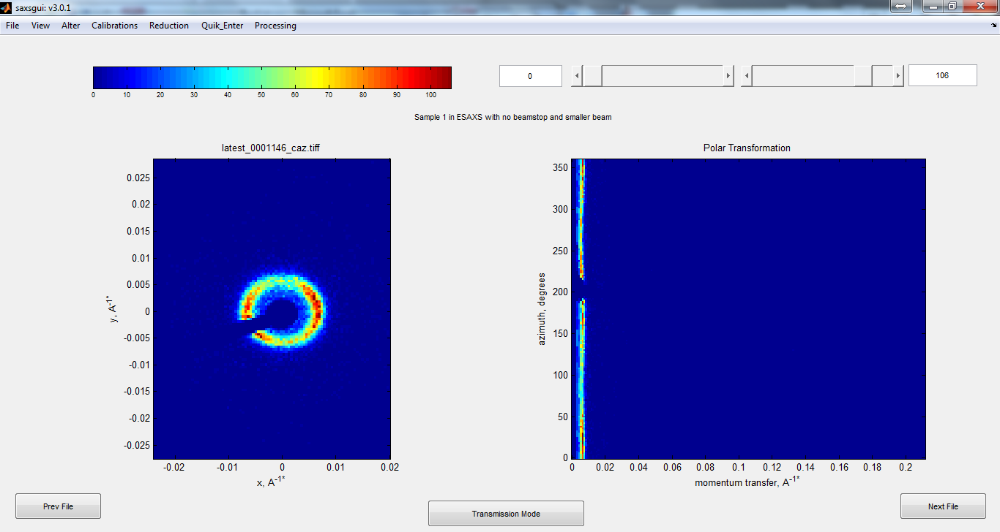 saxsgui: v3.0.1
File View Alter Calibrations Reduction Quik_Enter Processing
0 10 20 30 40 50 60 70 80 90 100
0
106
Sample 1 in ESAXS with no beamstop and smaller beam
latest_0001146_caz.tiff
0.025
0.02
0.015
0.01
0.005
0
-0.005
-0.01
-0.015
-0.02
-0.025
y, A-1*
-0.02 -0.01 0 0.01 0.02
x, A-1*
Polar Transformation
350
300
250
200
150
100
50
0
azimuth, degrees
0 0.02 0.04 0.06 0.08 0.1 0.12 0.14 0.16 0.18 0.2
momentum transfer, A-1*
Prev File
Transmission Mode
Next File